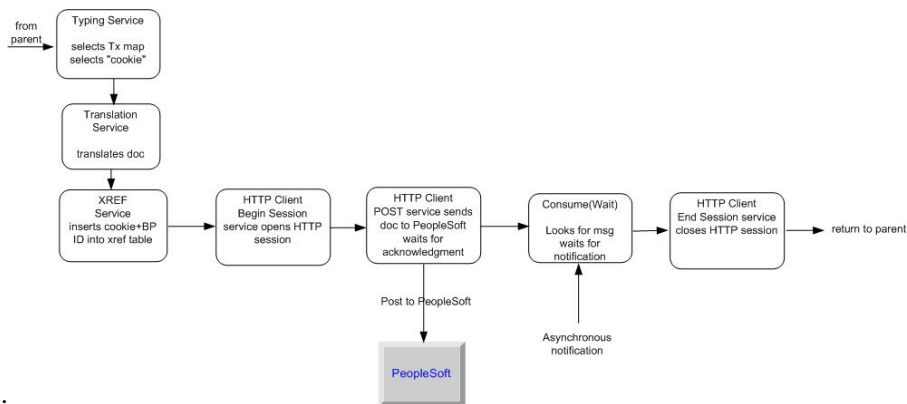 from
parent
Typing Service
selects Tx map
selects "cookie"
Translation
Service
translates doc
XREF
Service
inserts cookie+BP
ID into xref table
HTTP Client
Begin Session
service opens HTTP
session
HTTP Client
POST service sends
doc to PeopleSoft
waits for
acknowledgment
Consume(Wait)
Looks for msg
waits for
notification
HTTP Client
End Session service
closes HTTP session
return to parent
Post to PeopleSoft
Asynchronous
notification
PeopleSoft
.